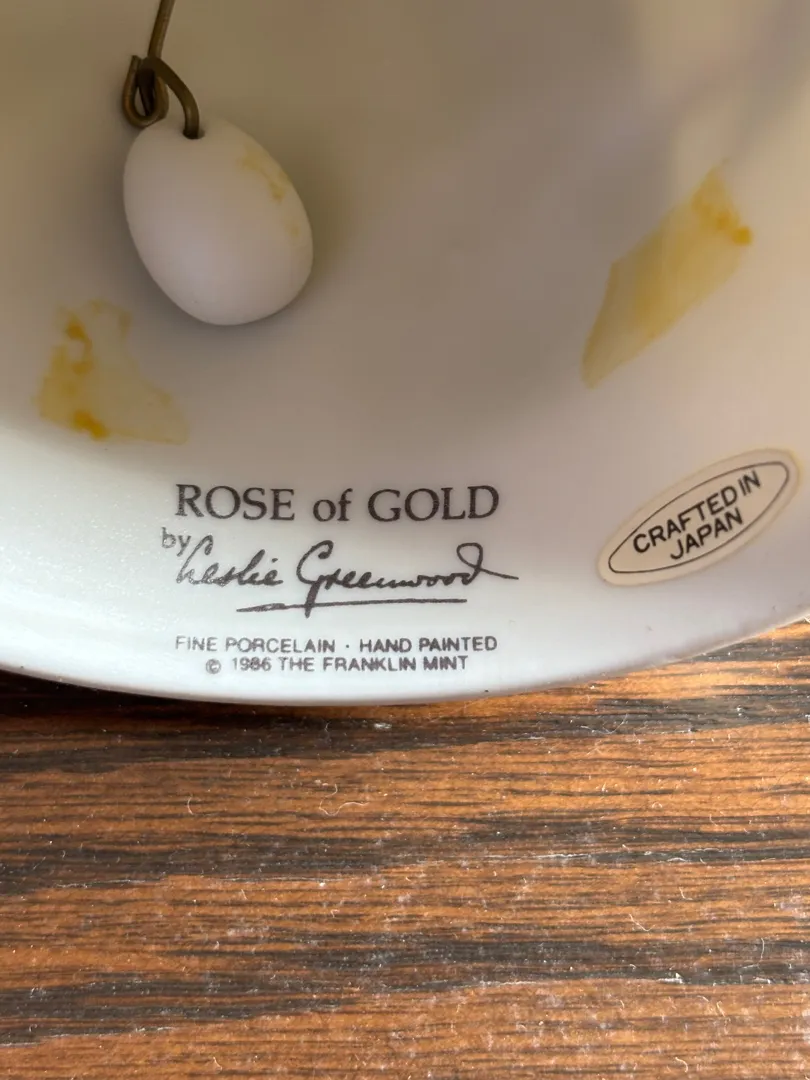 ROSE of GOLD
by Leslie Greenwood
FINE PORCELAIN · HAND PAINTED
© 1986 THE FRANKLIN MINT
CRAFTED IN
JAPAN